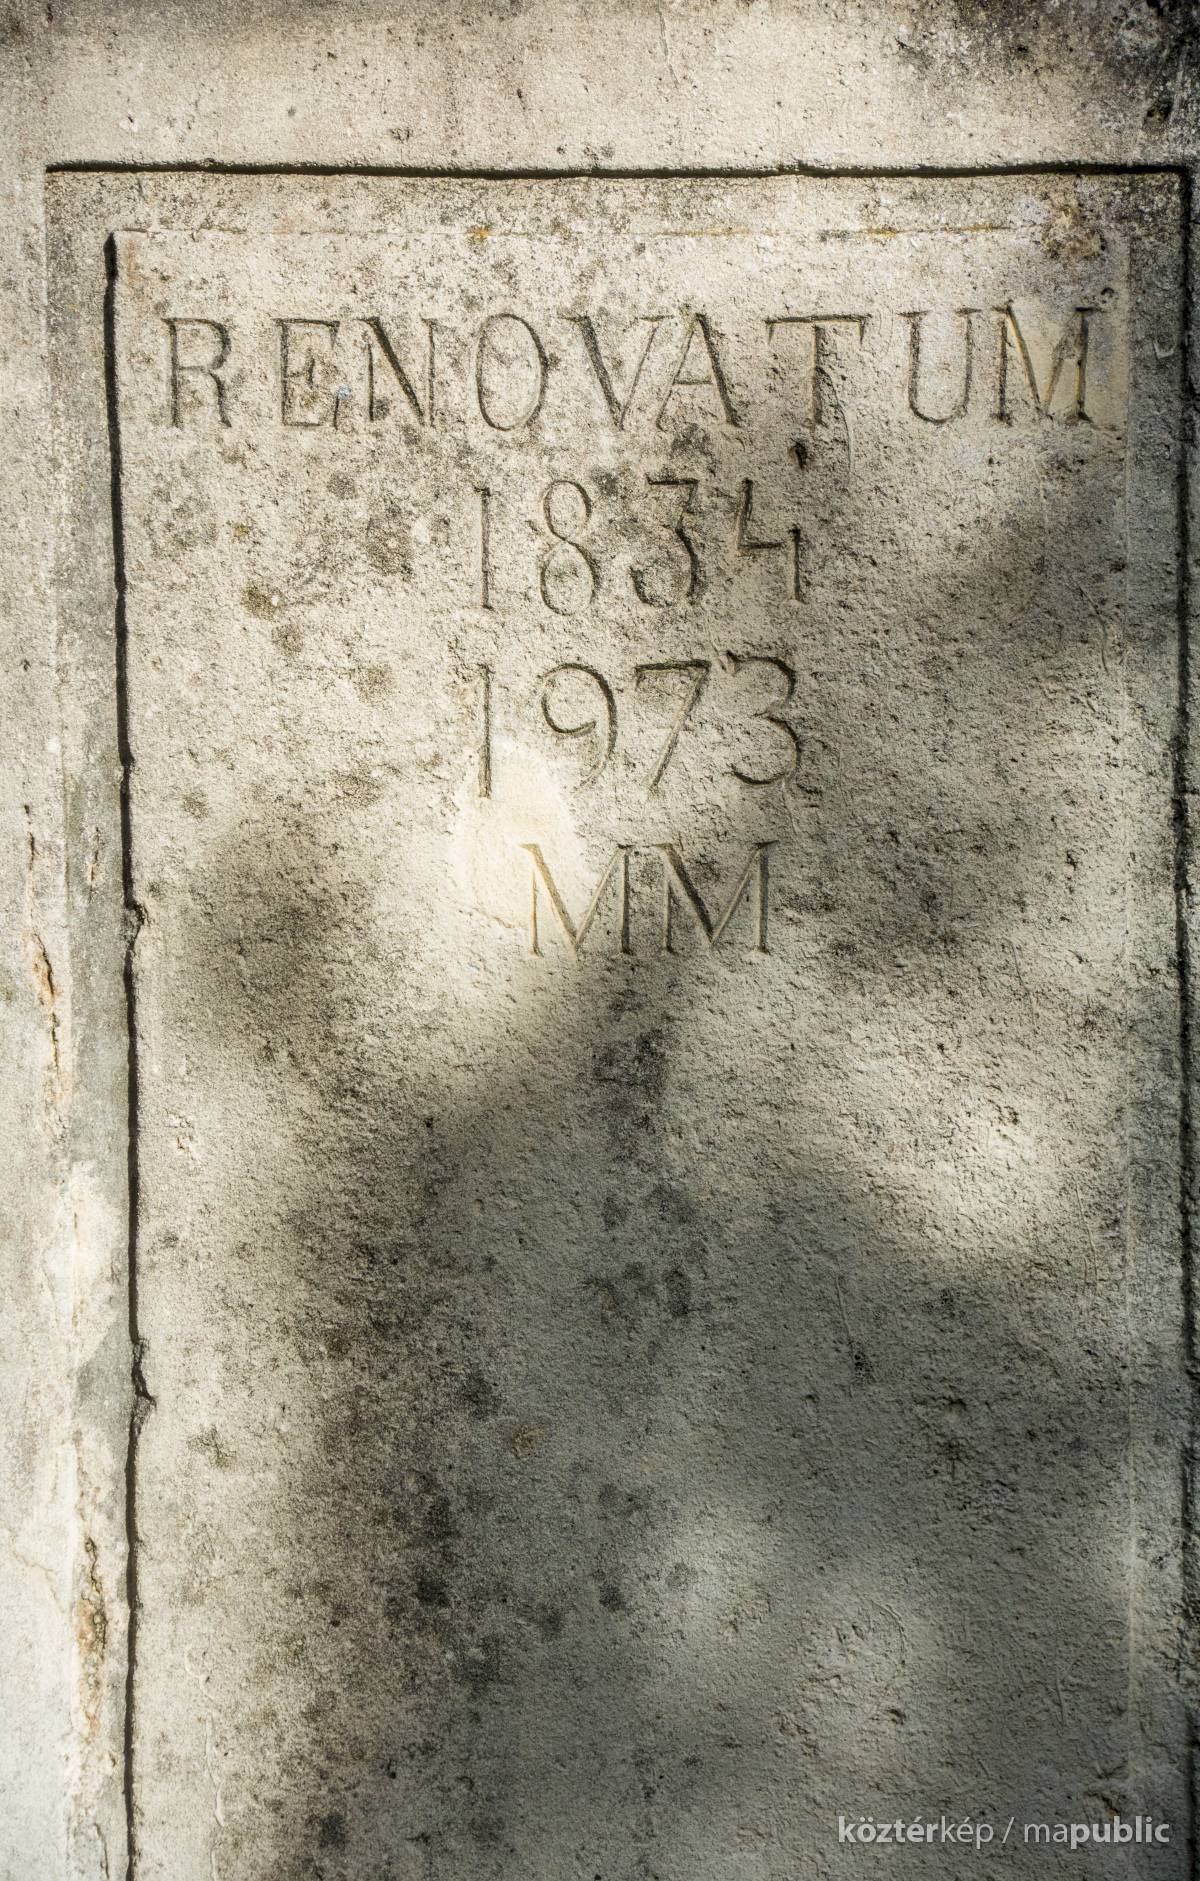 RENOVATUM
1834
1973
MM
köztérkép / mapublic